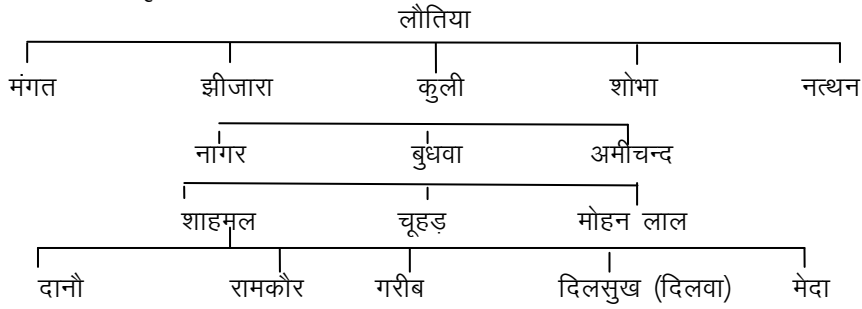 लौतिया
मंगत झीजारा कुली शोभा नत्थन
नागर बुधवा अमीचन्द
शाहमल चूहड़ मोहन लाल
दानौ रामकौर गरीब दिलसुख (दिलवा) मेदा